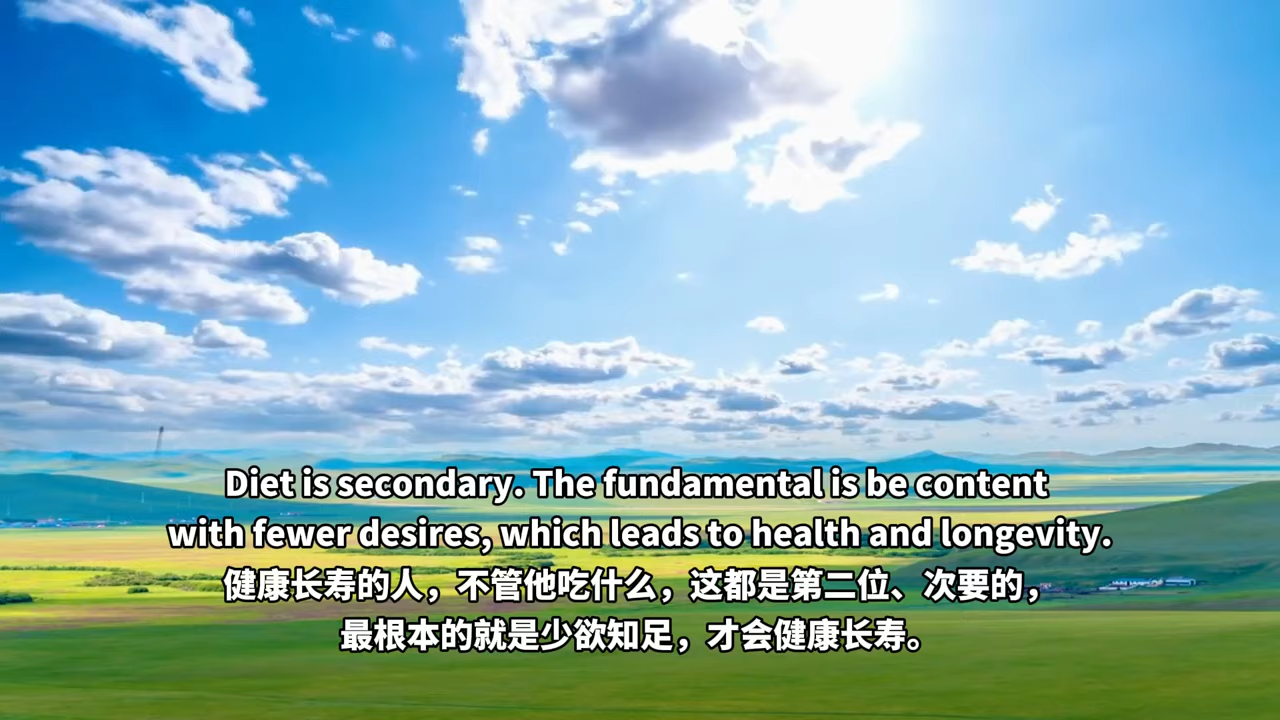 Diet is secondary. The fundamental is be content
with fewer desires, which leads to health and longevity.
健康长寿的人，不管他吃什么，这都是第二位、次要的，
最根本的就是少欲知足，才会健康长寿。